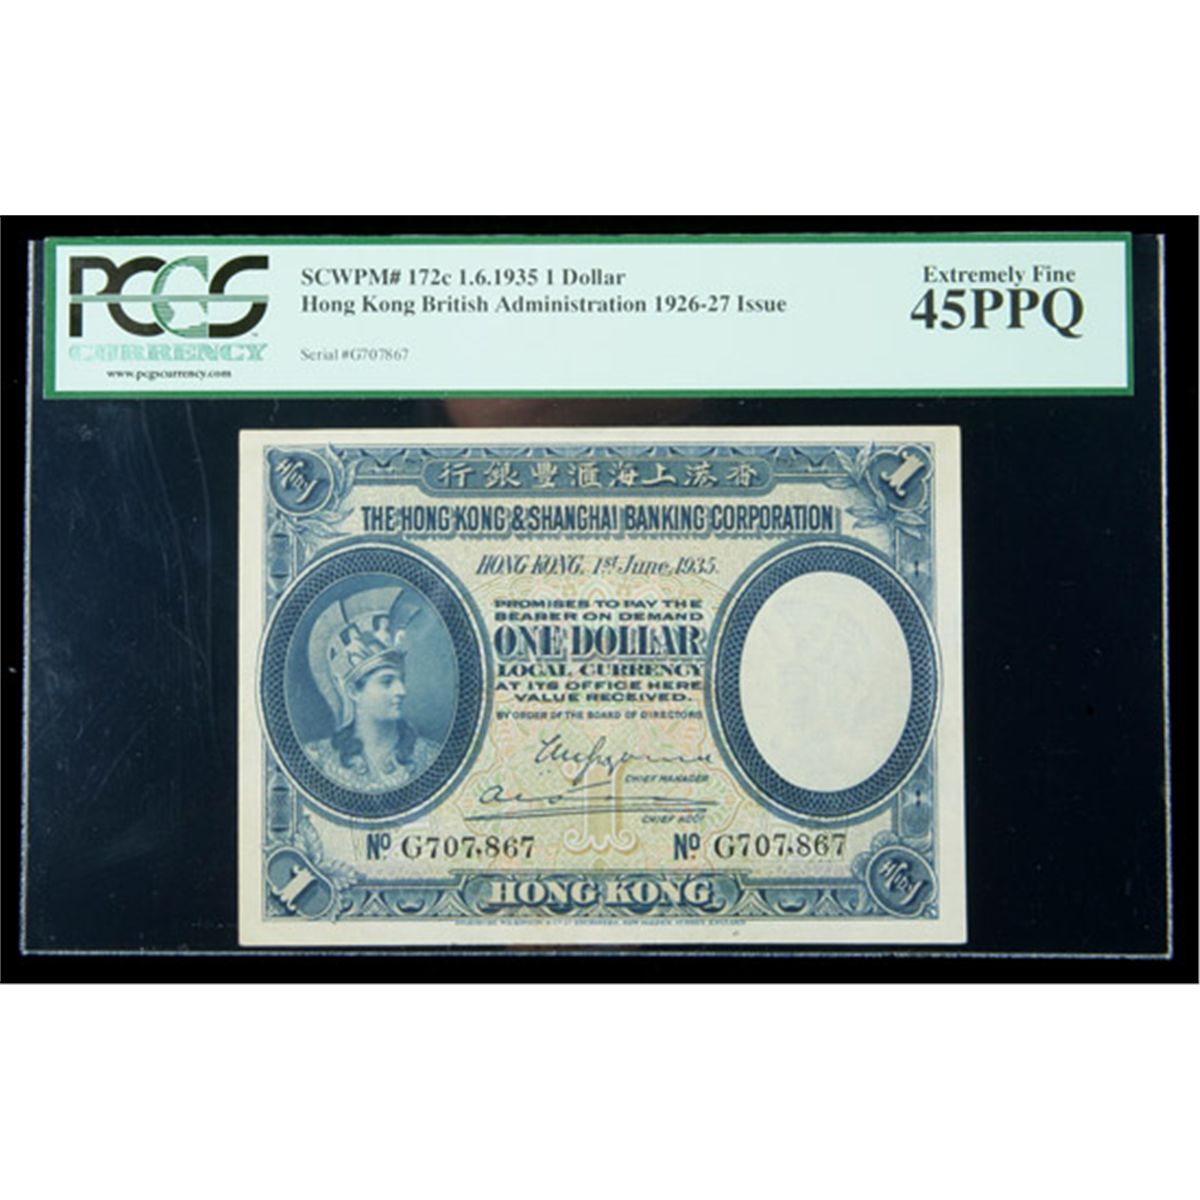 PCGS
CURRENCY
www.pcgscurrency.com
SCWPM# 172c 1.6.1935 1 Dollar
Hong Kong British Administration 1926-27 Issue
Serial #G707867
Extremely Fine
45PPQ
行銀豐滙海上港香
1
THE HONG KONG & SHANGHAI BANKING CORPORATION
HONG KONG, 1st June, 1935.
PROMISES TO PAY THE
BEARER ON DEMAND
ONE DOLLAR
LOCAL CURRENCY
AT ITS OFFICE HERE
VALUE RECEIVED.
BY ORDER OF THE BOARD OF DIRECTORS
CHIEF MANAGER
CHIEF ACCT
No G707,867 No G707,867
1
HONG KONG